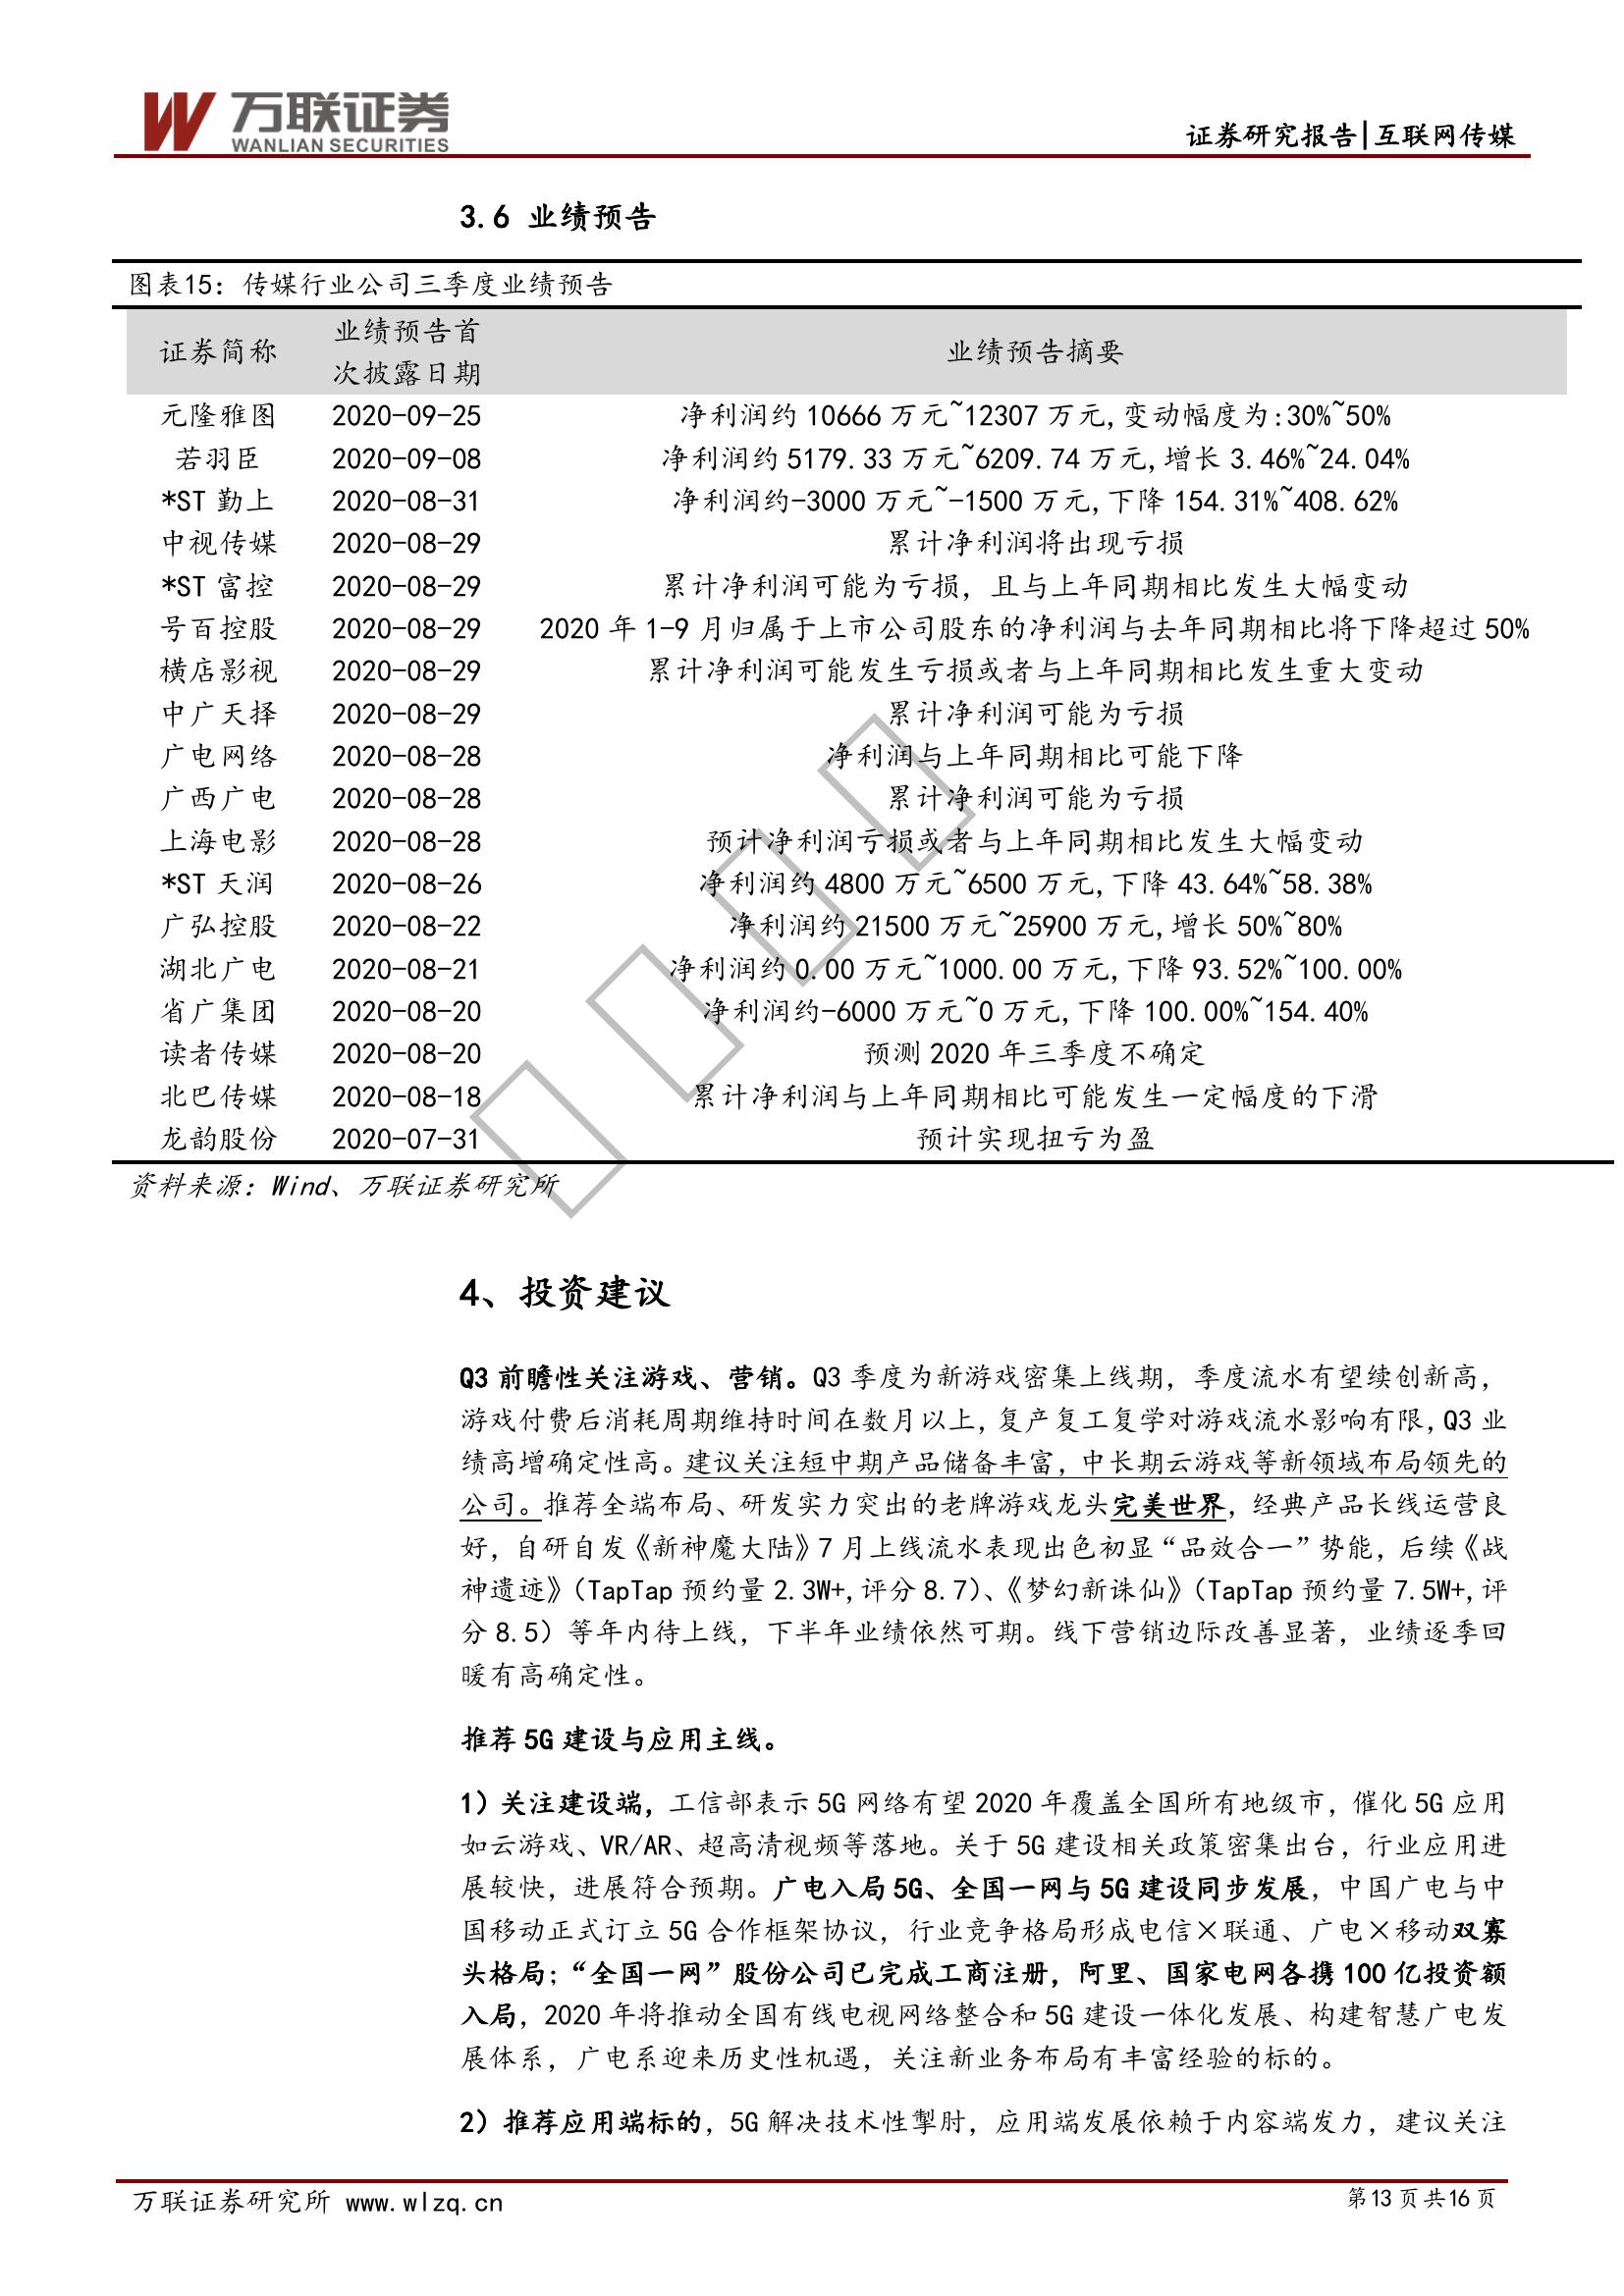 万联证券
WANLIAN SECURITIES
证券研究报告|互联网传媒
3.6 业绩预告
图表15：传媒行业公司三季度业绩预告
证券简称 业绩预告首次披露日期 业绩预告摘要
元隆雅图 2020-09-25 净利润约 10666 万元~12307 万元,变动幅度为:30%~50%
若羽臣 2020-09-08 净利润约 5179.33 万元~6209.74 万元,增长 3.46%~24.04%
*ST 勤上 2020-08-31 净利润约-3000 万元~-1500 万元,下降 154.31%~408.62%
中视传媒 2020-08-29 累计净利润将出现亏损
*ST 富控 2020-08-29 累计净利润可能为亏损，且与上年同期相比发生大幅变动
号百控股 2020-08-29 2020 年 1-9 月归属于上市公司股东的净利润与去年同期相比将下降超过 50%
横店影视 2020-08-29 累计净利润可能发生亏损或者与上年同期相比发生重大变动
中广天择 2020-08-29 累计净利润可能为亏损
广电网络 2020-08-28 净利润与上年同期相比可能下降
广西广电 2020-08-28 累计净利润可能为亏损
上海电影 2020-08-28 预计净利润亏损或者与上年同期相比发生大幅变动
*ST 天润 2020-08-26 净利润约 4800 万元~6500 万元,下降 43.64%~58.38%
广弘控股 2020-08-22 净利润约 21500 万元~25900 万元,增长 50%~80%
湖北广电 2020-08-21 净利润约 0.00 万元~1000.00 万元,下降 93.52%~100.00%
省广集团 2020-08-20 净利润约-6000 万元~0 万元,下降 100.00%~154.40%
读者传媒 2020-08-20 预测 2020 年三季度不确定
北巴传媒 2020-08-18 累计净利润与上年同期相比可能发生一定幅度的下滑
龙韵股份 2020-07-31 预计实现扭亏为盈
资料来源：Wind、万联证券研究所
4、投资建议
Q3 前瞻性关注游戏、营销。Q3 季度为新游戏密集上线期，季度流水有望续创新高，
游戏付费后消耗周期维持时间在数月以上,复产复工复学对游戏流水影响有限,Q3 业
绩高增确定性高。建议关注短中期产品储备丰富，中长期云游戏等新领域布局领先的
公司。推荐全端布局、研发实力突出的老牌游戏龙头完美世界，经典产品长线运营良
好，自研自发《新神魔大陆》7 月上线流水表现出色初显“品效合一”势能，后续《战
神遗迹》（TapTap 预约量 2.3W+,评分 8.7）、《梦幻新诛仙》（TapTap 预约量 7.5W+,评
分 8.5）等年内待上线，下半年业绩依然可期。线下营销边际改善显著，业绩逐季回
暖有高确定性。
推荐 5G 建设与应用主线。
1）关注建设端，工信部表示 5G 网络有望 2020 年覆盖全国所有地级市，催化 5G 应用
如云游戏、VR/AR、超高清视频等落地。关于 5G 建设相关政策密集出台，行业应用进
展较快，进展符合预期。广电入局 5G、全国一网与 5G 建设同步发展，中国广电与中
国移动正式订立 5G 合作框架协议，行业竞争格局形成电信×联通、广电×移动双寡
头格局；“全国一网”股份公司已完成工商注册，阿里、国家电网各携 100 亿投资额
入局，2020 年将推动全国有线电视网络整合和 5G 建设一体化发展、构建智慧广电发
展体系，广电系迎来历史性机遇，关注新业务布局有丰富经验的标的。
2）推荐应用端标的，5G 解决技术性掣肘，应用端发展依赖于内容端发力，建议关注
万联证券研究所 www.wlzq.cn
第 13 页 共 16 页